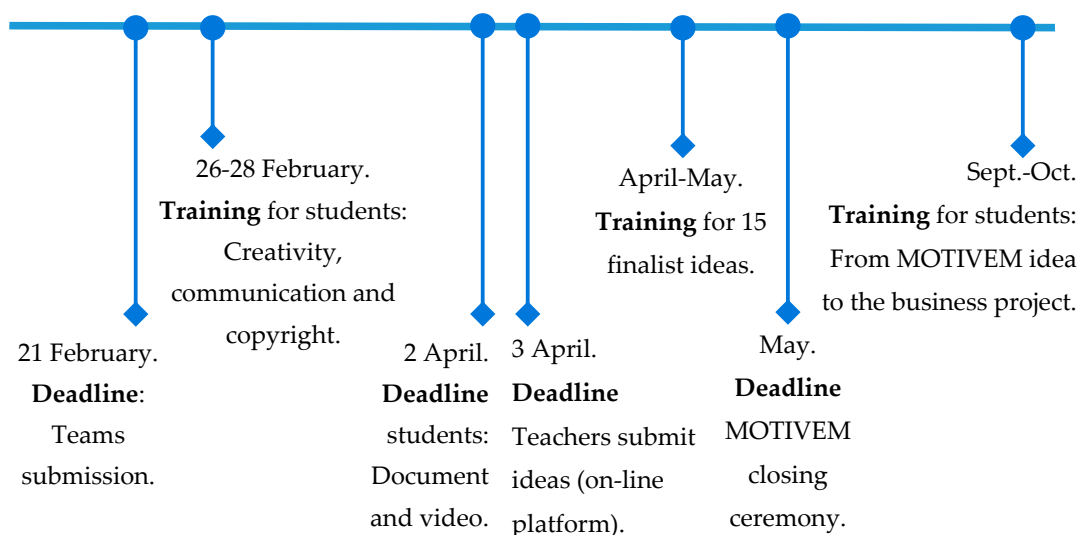 26-28 February.
Training for students:
Creativity,
communication and
copyright.
April-May.
Training for 15
finalist ideas.
Sept.-Oct.
Training for students:
From MOTIVEM idea
to the business project.
21 February.
Deadline:
Teams
submission.
2 April.
Deadline
students:
Document
and video.
3 April.
Deadline
Teachers submit
ideas (on-line
platform).
May.
Deadline
MOTIVEM
closing
ceremony.